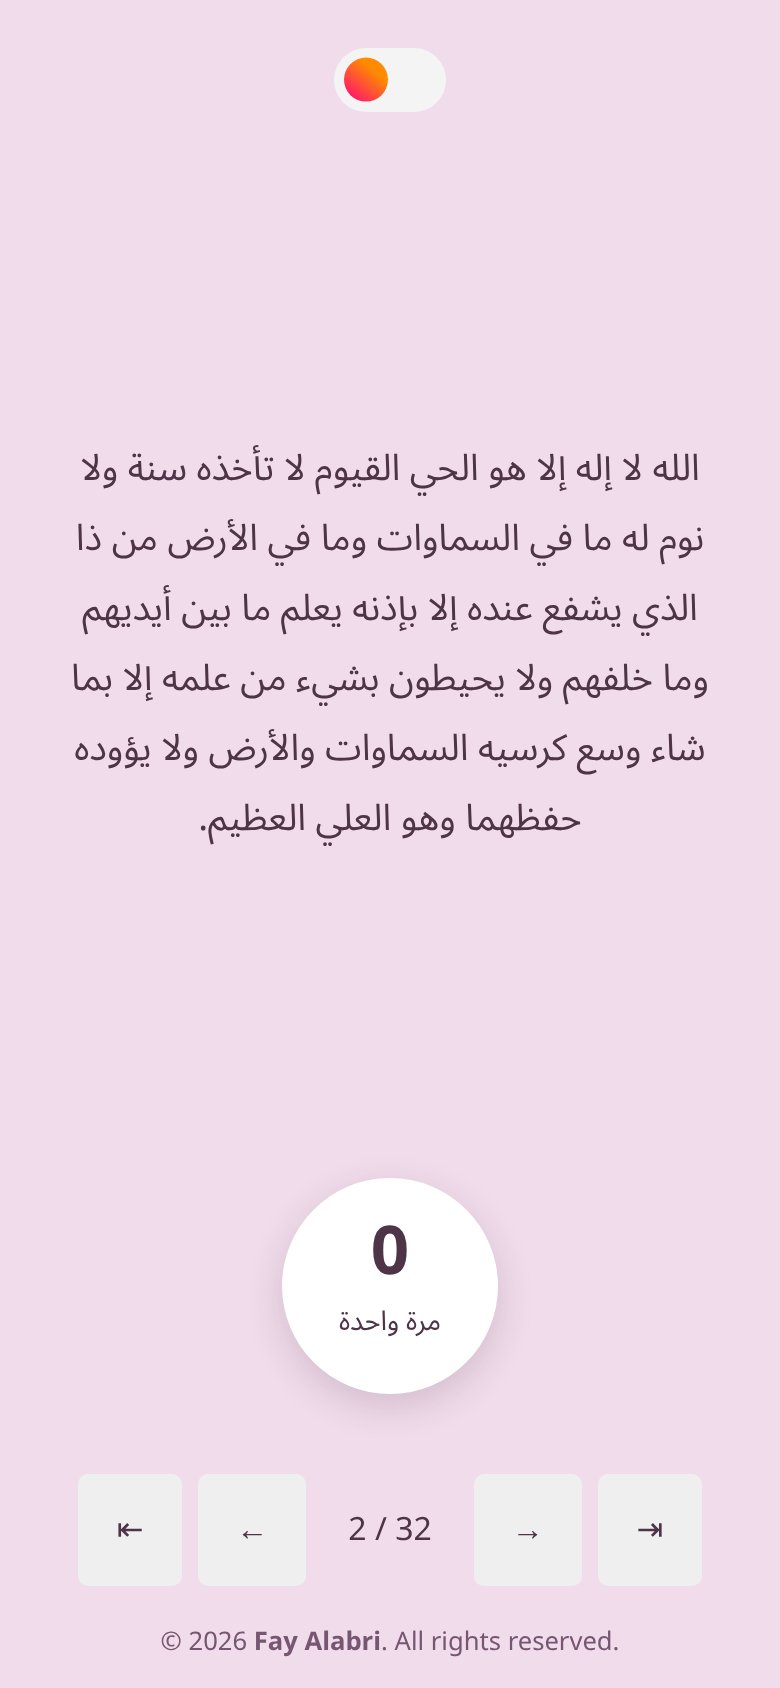 الله لا إله إلا هو الحي القيوم لا تأخذه سنة ولا
نوم له ما في السماوات وما في الأرض من ذا
الذي يشفع عنده إلا بإذنه يعلم ما بين أيديهم
وما خلفهم ولا يحيطون بشيء من علمه إلا بما
شاء وسع كرسيه السماوات والأرض ولا يؤوده
حفظهما وهو العلي العظيم.
0
مرة واحدة
⇤ ← 2 / 32 → ⇥
© 2026 Fay Alabri. All rights reserved.